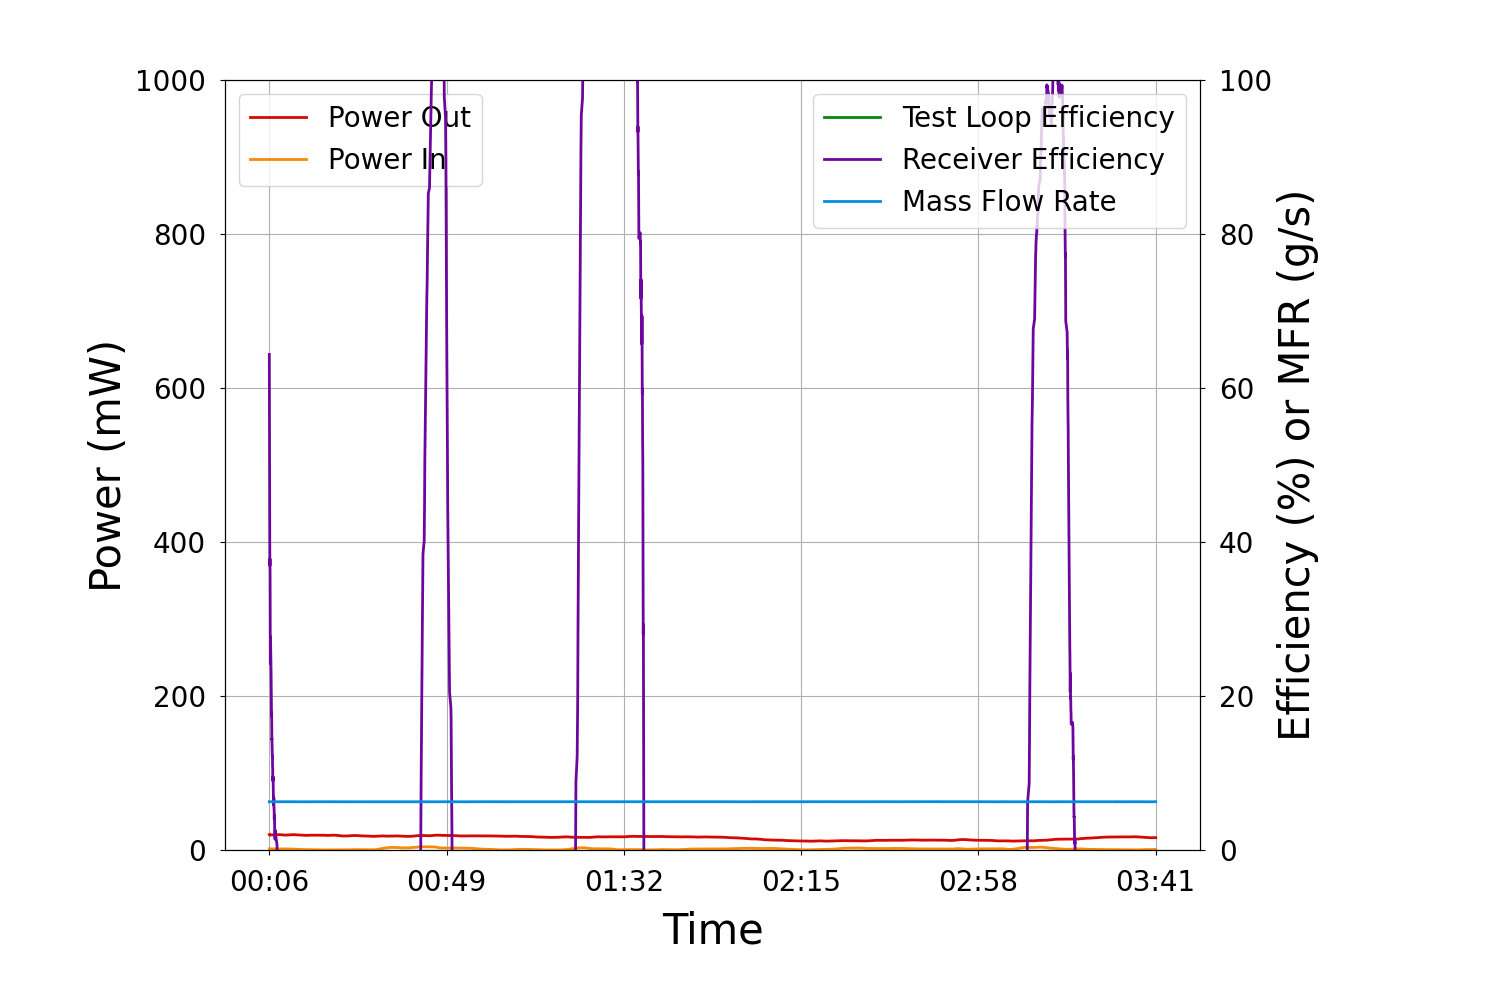 1000
800
600
400
200
0
Power (mW)
Power Out
Power In
Test Loop Efficiency
Receiver Efficiency
Mass Flow Rate
100
80
60
40
20
0
Efficiency (%) or MFR (g/s)
00:06 00:49 01:32 02:15 02:58 03:41
Time